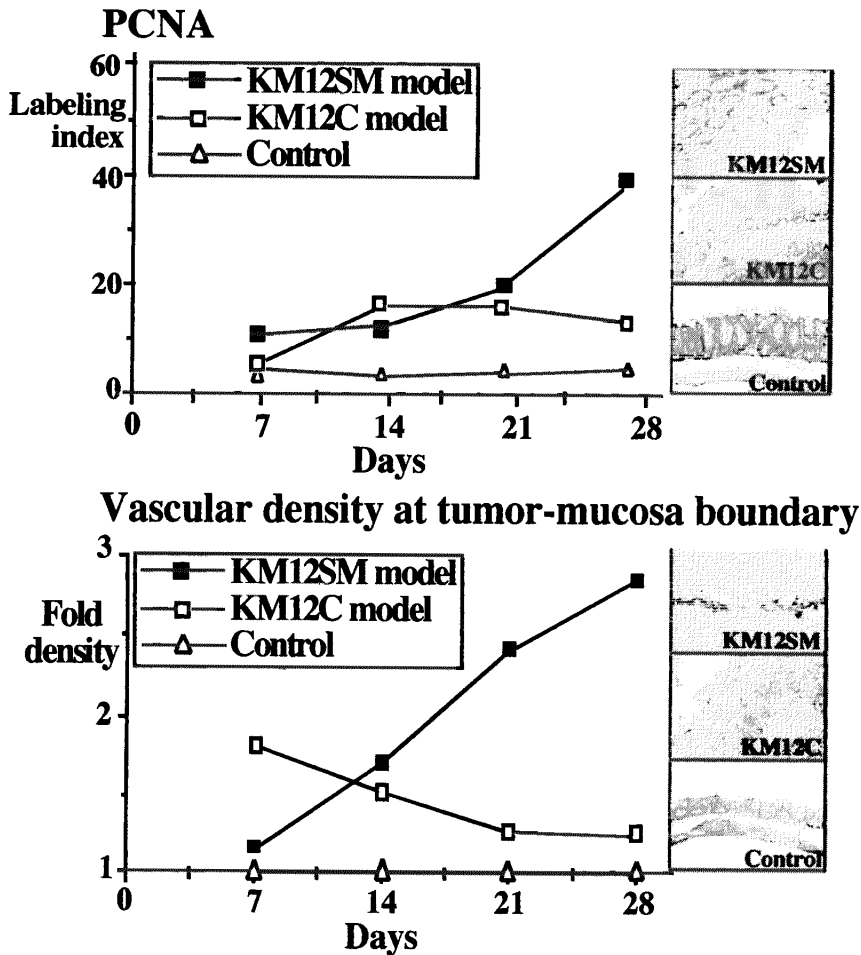 PCNA
60
Labeling
index
40
20
0
KM12SM model
KM12C model
Control
KM12SM
KM12C
Control
0 7 14 21 28
Days
Vascular density at tumor-mucosa boundary
3
Fold
density
2
1
KM12SM model
KM12C model
Control
KM12SM
KM12C
Control
0 7 14 21 28
Days